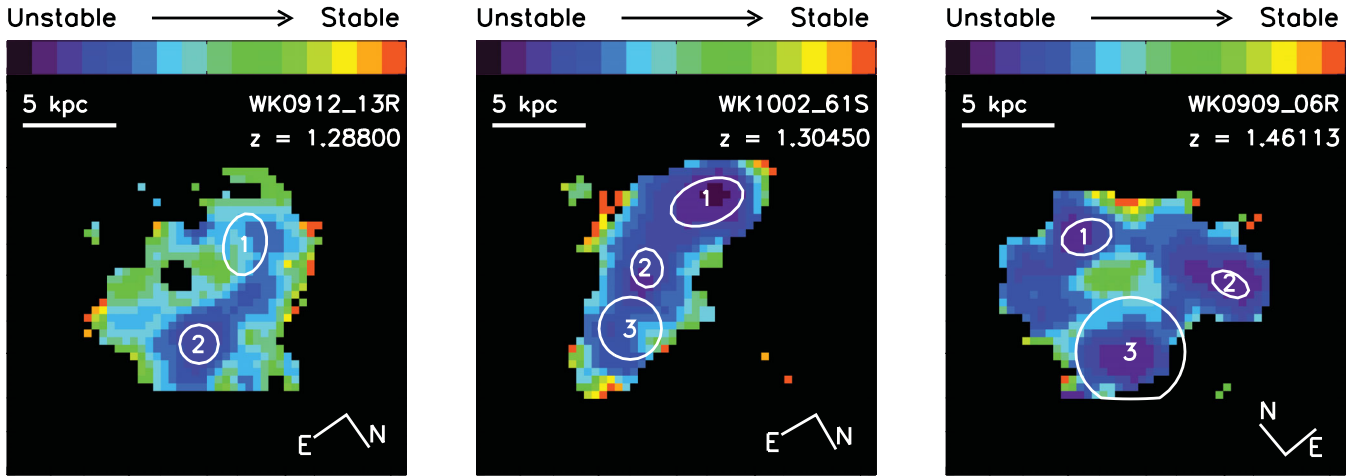 Unstable → Stable
5 kpc WK0912_13R
z = 1.28800
1
2
E N
Unstable → Stable
5 kpc WK1002_61S
z = 1.30450
1
2
3
E N
Unstable → Stable
5 kpc WK0909_06R
z = 1.46113
1
2
3
N
E